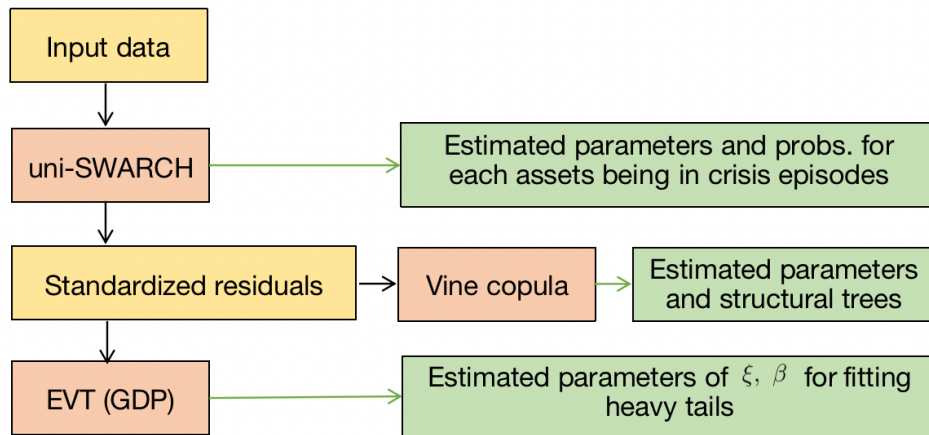 Input data
uni-SWARCH
Estimated parameters and probs. for
each assets being in crisis episodes
Standardized residuals
Vine copula
Estimated parameters
and structural trees
EVT (GDP)
Estimated parameters of ξ, β for fitting
heavy tails